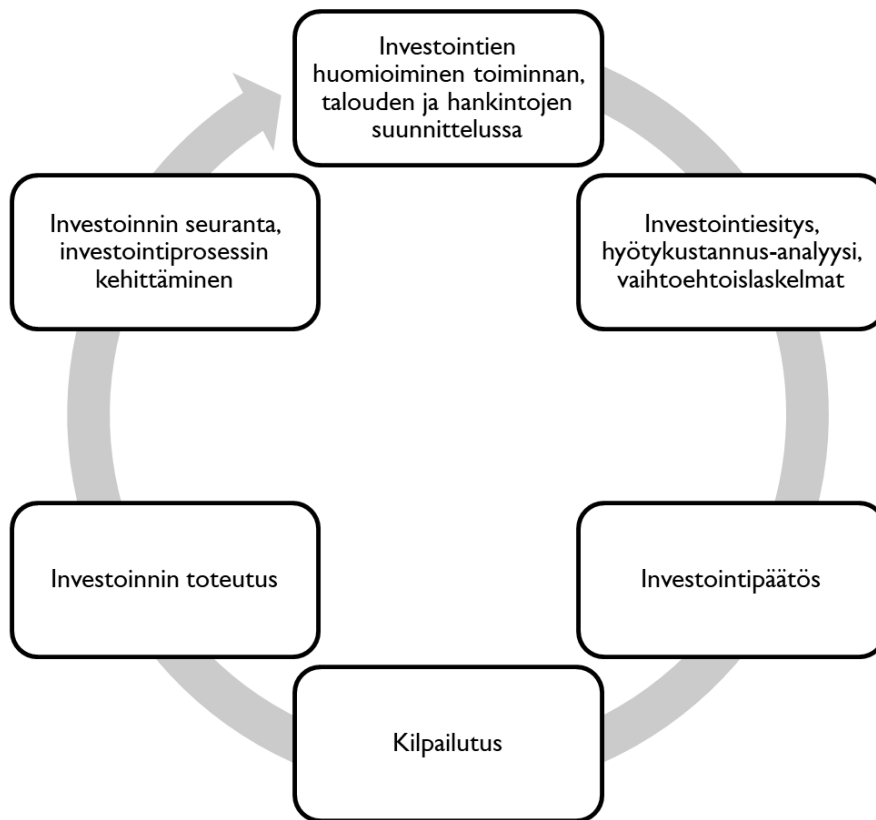 Investointien
huomioiminen toiminnan,
talouden ja hankintojen
suunnittelussa
Investointiesitys,
hyötykustannus-analyysi,
vaihtoehtoislaskelmat
Investointipäätös
Kilpailutus
Investoinnin toteutus
Investoinnin seuranta,
investointiprosessin
kehittäminen